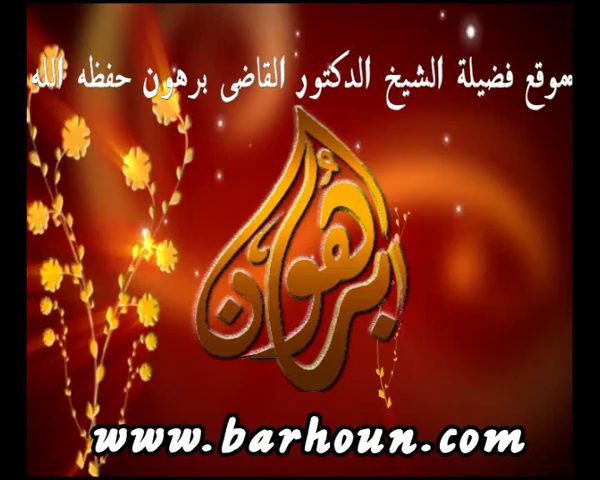 موقع فضيلة الشيخ الدكتور القاضى برهون حفظه الله
برهون
www.barhoun.com